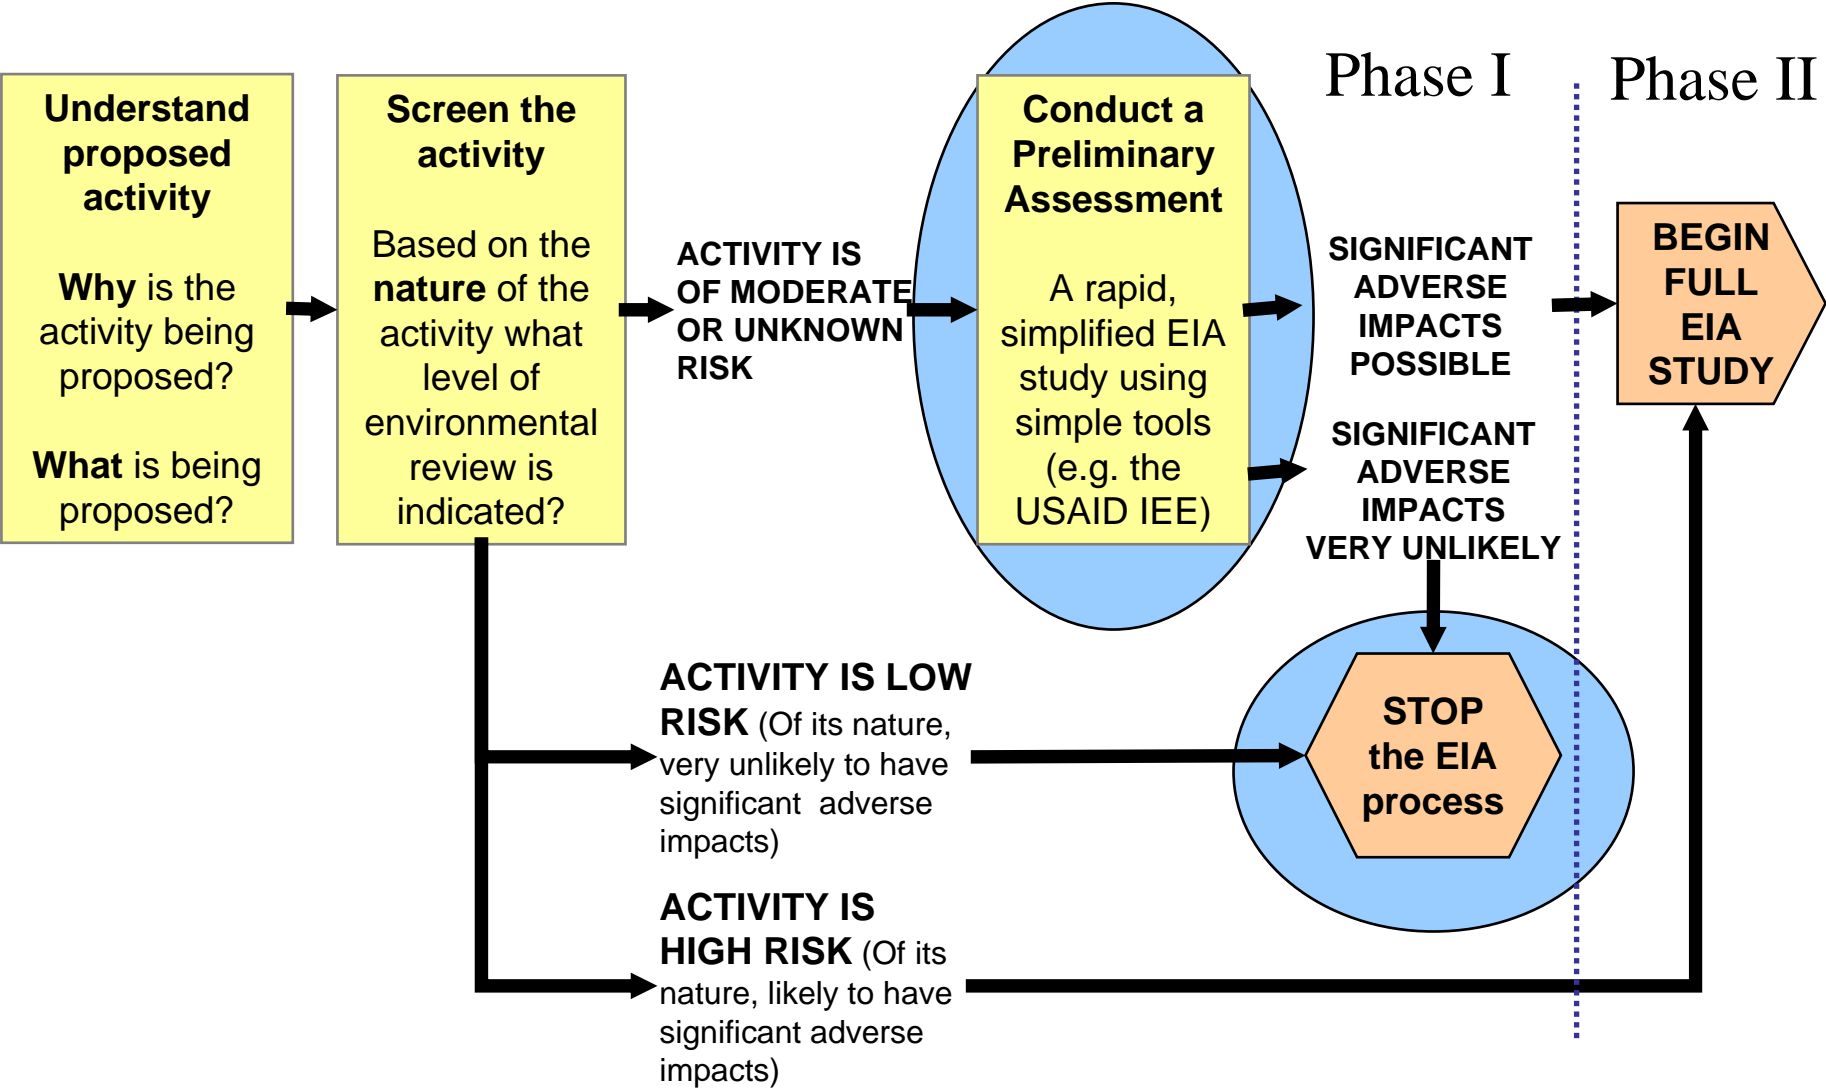 Understand
proposed
activity
Why is the
activity being
proposed?
What is being
proposed?
Screen the
activity
Based on the
nature of the
activity what
level of
environmental
review is
indicated?
ACTIVITY IS
OF MODERATE
OR UNKNOWN
RISK
Conduct a
Preliminary
Assessment
A rapid,
simplified EIA
study using
simple tools
(e.g. the
USAID IEE)
Phase I
Phase II
SIGNIFICANT
ADVERSE
IMPACTS
POSSIBLE
BEGIN
FULL
EIA
STUDY
SIGNIFICANT
ADVERSE
IMPACTS
VERY UNLIKELY
ACTIVITY IS LOW
RISK (Of its nature,
very unlikely to have
significant adverse
impacts)
STOP
the EIA
process
ACTIVITY IS
HIGH RISK (Of its
nature, likely to have
significant adverse
impacts)